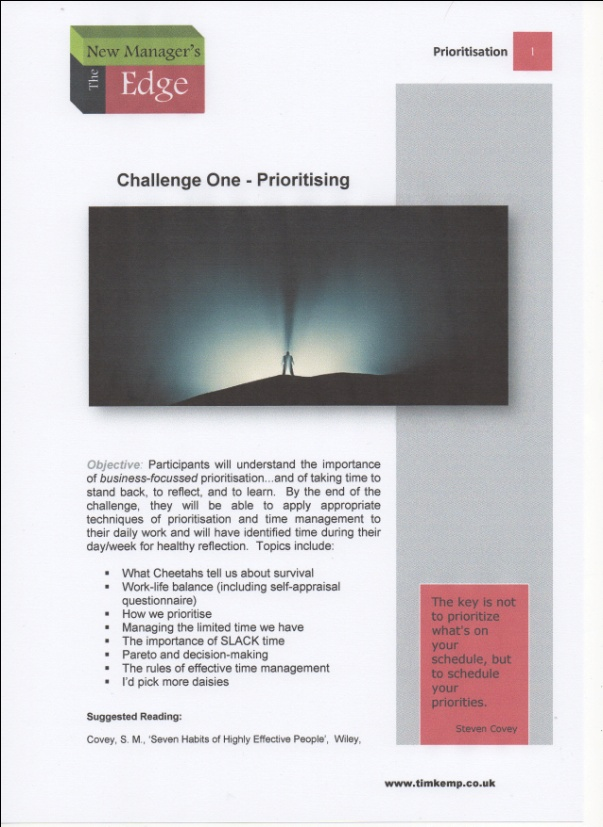 New Manager's
The Edge
Prioritisation 1
Challenge One - Prioritising
Objective: Participants will understand the importance
of business-focussed prioritisation...and of taking time to
stand back, to reflect, and to learn. By the end of the
challenge, they will be able to apply appropriate
techniques of prioritisation and time management to
their daily work and will have identified time during their
day/week for healthy reflection. Topics include:
▪ What Cheetahs tell us about survival
▪ Work-life balance (including self-appraisal
questionnaire)
▪ How we prioritise
▪ Managing the limited time we have
▪ The importance of SLACK time
▪ Pareto and decision-making
▪ The rules of effective time management
▪ I'd pick more daisies
Suggested Reading:
Covey, S. M., 'Seven Habits of Highly Effective People', Wiley,
The key is not
to prioritize
what's on
your
schedule, but
to schedule
your
priorities.
Steven Covey
www.timkemp.co.uk